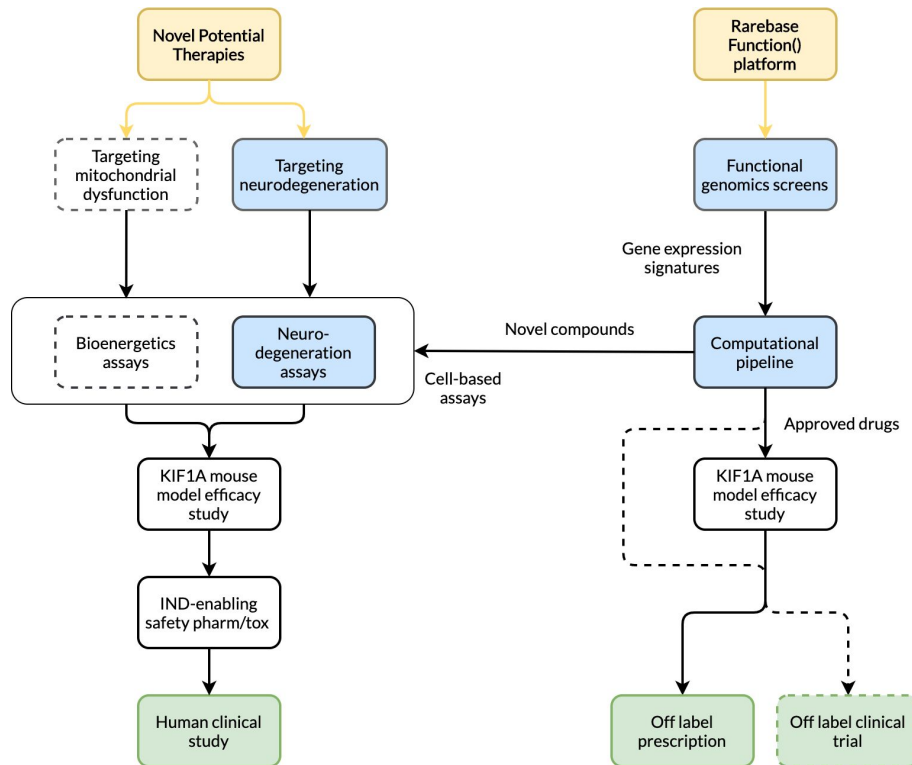 Novel Potential
Therapies
Rarebase
Function()
platform
Targeting
mitochondrial
dysfunction
Targeting
neurodegeneration
Functional
genomics screens
Gene expression
signatures
Bioenergetics
assays
Neuro-
degeneration
assays
Novel compounds
Cell-based
assays
Computational
pipeline
Approved drugs
KIF1A mouse
model efficacy
study
KIF1A mouse
model efficacy
study
IND-enabling
safety pharm/tox
Human clinical
study
Off label
prescription
Off label clinical
trial